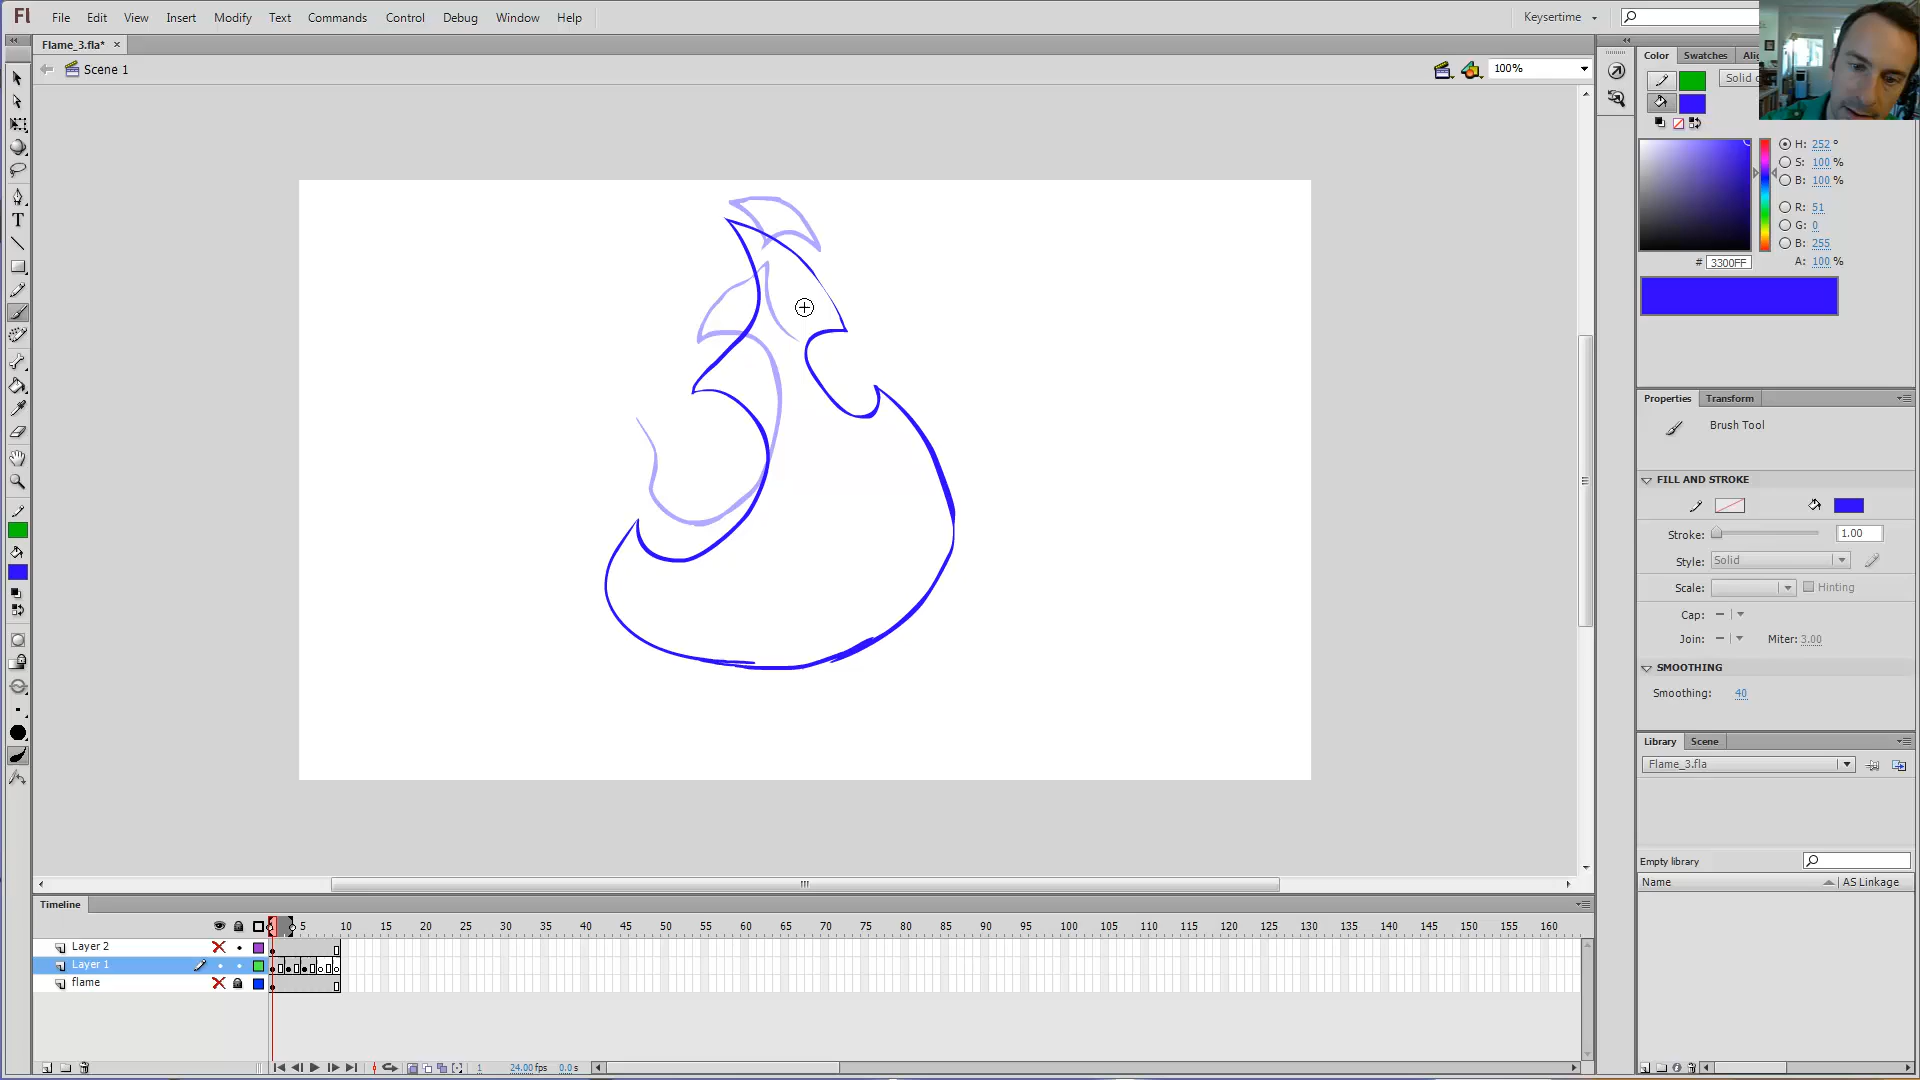 Fl File Edit View Insert Modify Text Commands Control Debug Window Help Keysertime
Flame_3.fla* ×
Scene 1 100%
Color Swatches Ali
Solid c
H: 252 °
S: 100 %
B: 100 %
R: 51
G: 0
B: 255
# 3300FF A: 100 %
Properties Transform
Brush Tool
FILL AND STROKE
Stroke: 1.00
Style: Solid
Scale: Hinting
Cap:
Join: Miter: 3.00
SMOOTHING
Smoothing: 40
Library Scene
Flame_3.fla
Empty library
Name AS Linkage
Timeline
5 10 15 20 25 30 35 40 45 50 55 60 65 70 75 80 85 90 95 100 105 110 115 120 125 130 135 140 145 150 155 160
Layer 2
Layer 1
flame
1 24.00 fps 0.0 s